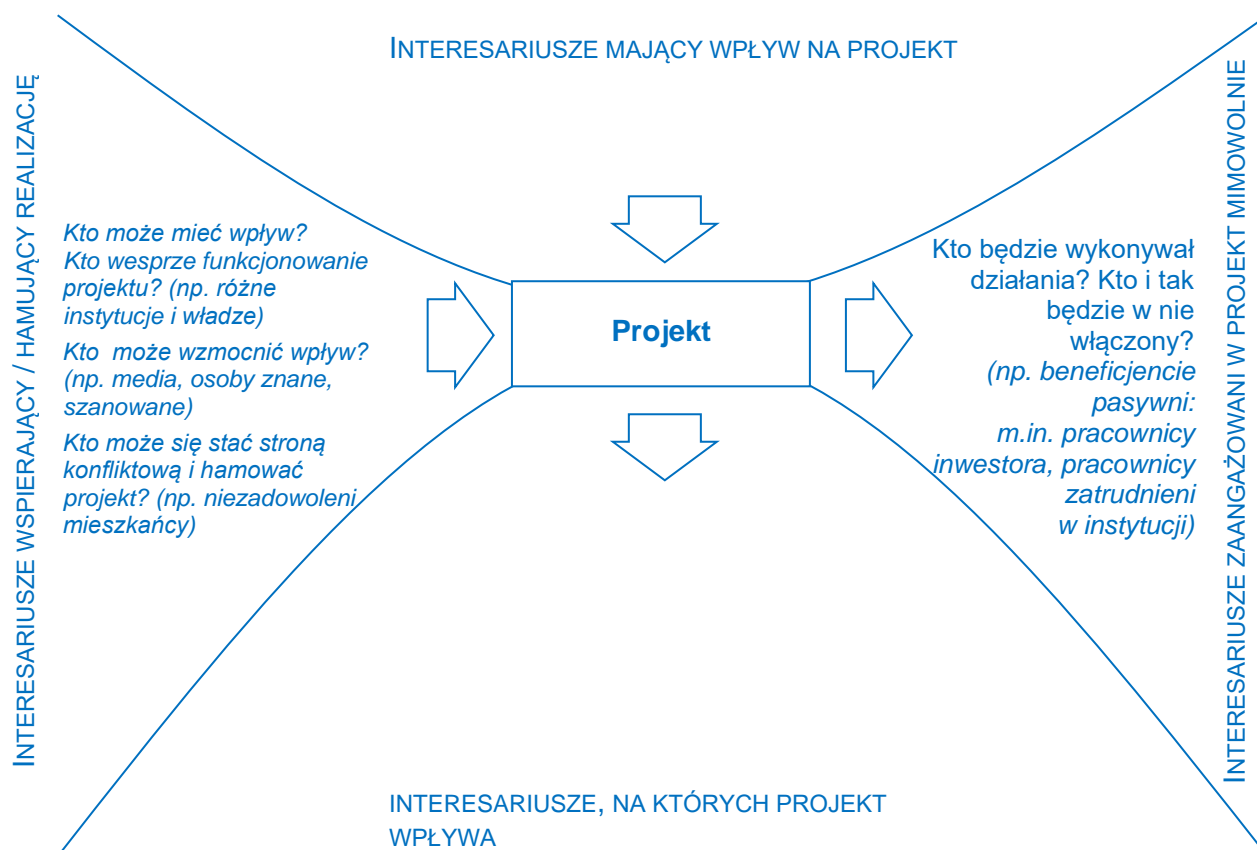 INTERESARIUSZE MAJĄCY WPŁYW NA PROJEKT
INTERESARIUSZE WSPIERAJĄCY / HAMUJĄCY REALIZACJĘ
Kto może mieć wpływ?
Kto wesprze funkcjonowanie
projektu? (np. różne
instytucje i władze)
Kto może wzmocnić wpływ?
(np. media, osoby znane,
szanowane)
Kto może się stać stroną
konfliktową i hamować
projekt? (np. niezadowoleni
mieszkańcy)
Projekt
Kto będzie wykonywał
działania? Kto i tak
będzie w nie
włączony?
(np. beneficjencie
pasywni:
m.in. pracownicy
inwestora, pracownicy
zatrudnieni
w instytucji)
INTERESARIUSZE ZAANGAŻOWANI W PROJEKT MIMOWOLNIE
INTERESARIUSZE, NA KTÓRYCH PROJEKT
WPŁYWA